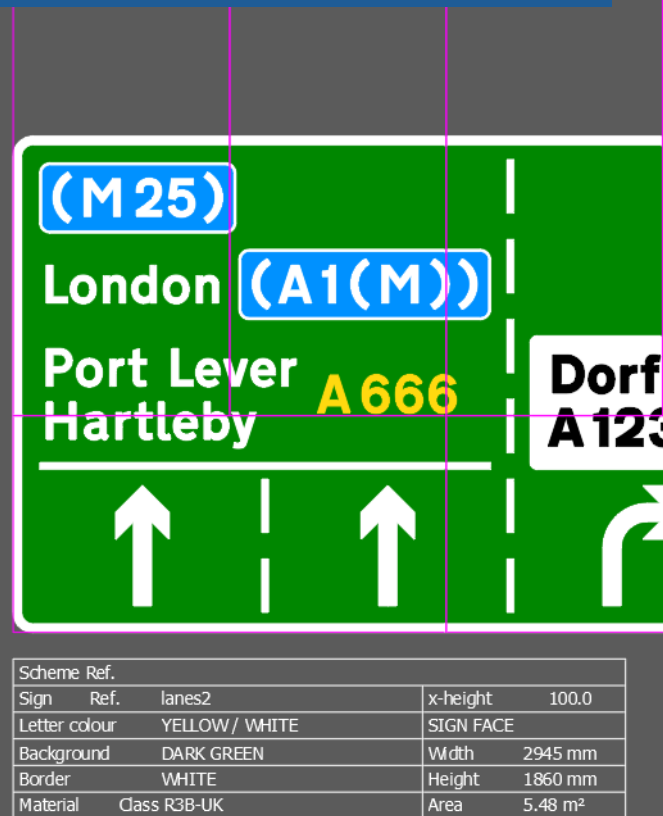 (M 25)
London (A1(M))
Port Lever
Hartleby
A 666
Dorf
A 123
Scheme Ref.
Sign Ref. lanes2 x-height 100.0
Letter colour YELLOW / WHITE SIGN FACE
Background DARK GREEN Width 2945 mm
Border WHITE Height 1860 mm
Material Class R3B-UK Area 5.48 m²